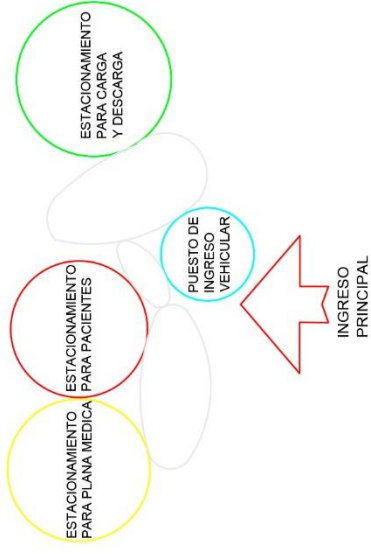 ESTACIONAMIENTO
PARA PLANA MEDICA
ESTACIONAMIENTO
PARA PACIENTES
ESTACIONAMIENTO
PARA CARGA
Y DESCARGA
PUESTO DE
INGRESO
VEHICULAR
INGRESO
PRINCIPAL